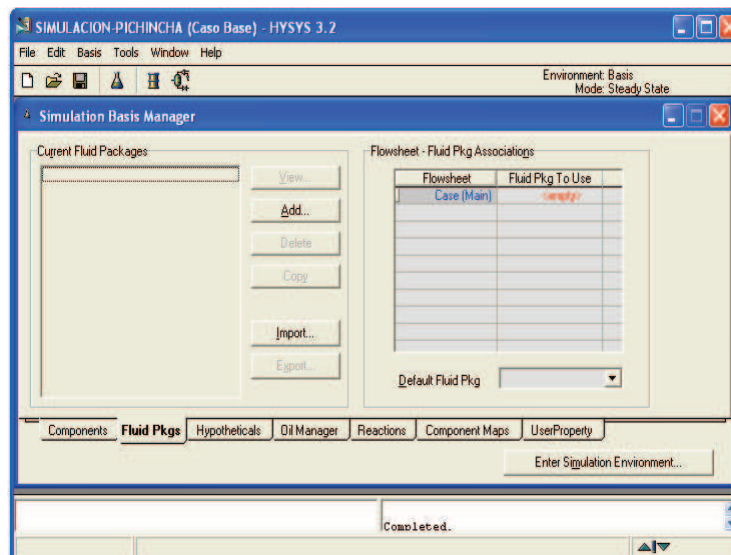 SIMULACION-PICHINCHA (Caso Base) - HYSYS 3.2
File Edit Basis Tools Window Help
Environment: Basis
Mode: Steady State
Simulation Basis Manager
Current Fluid Packages
View...
Add...
Delete
Copy
Import...
Export...
Flowsheet - Fluid Pkg Associations
Flowsheet Fluid Pkg To Use
Case (Main) <empty>
Default Fluid Pkg
Components Fluid Pkgs Hypotheticals Oil Manager Reactions Component Maps UserProperty
Enter Simulation Environment...
Completed.